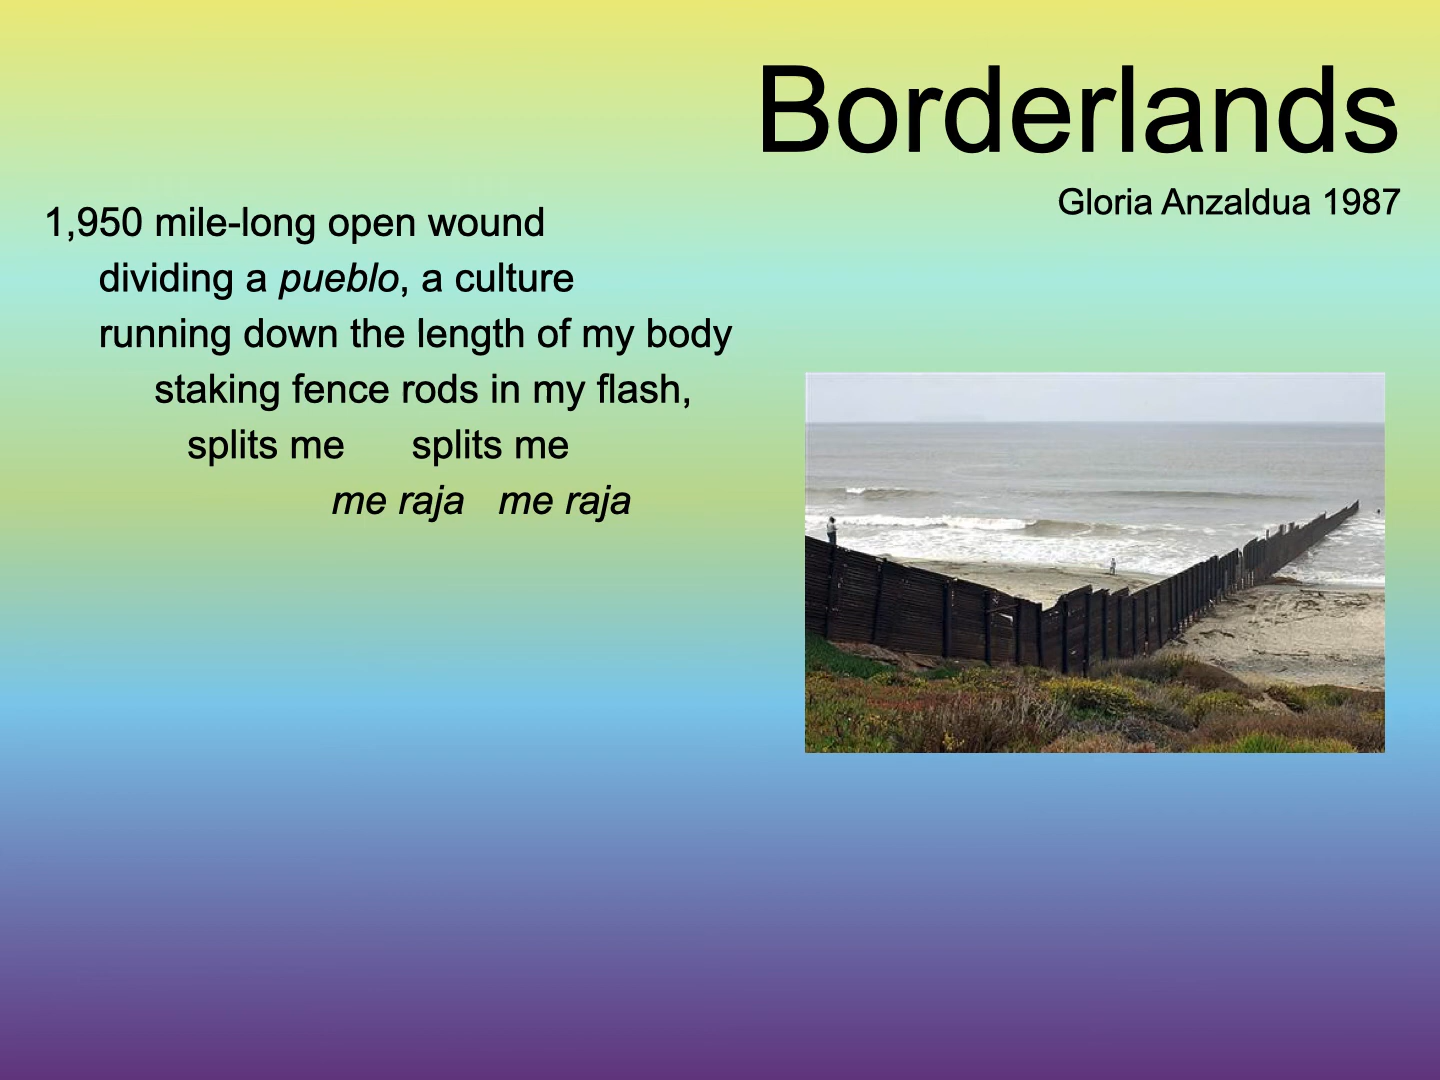 Borderlands
Gloria Anzaldua 1987
1,950 mile-long open wound
dividing a pueblo, a culture
running down the length of my body
staking fence rods in my flash,
splits me splits me
me raja me raja